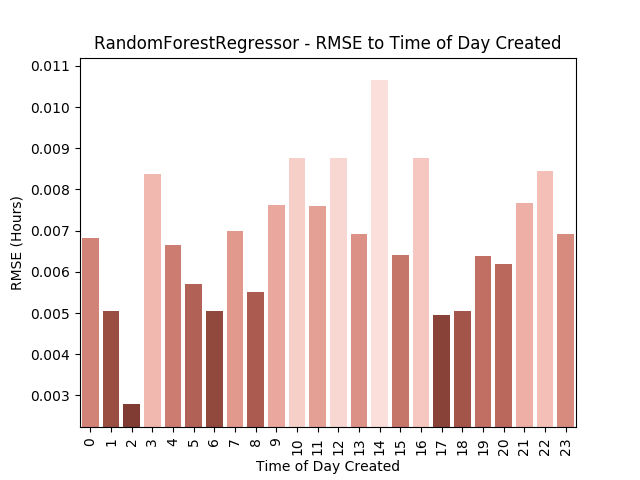 RandomForestRegressor - RMSE to Time of Day Created
0.011
0.010
0.009
0.008
0.007
0.006
0.005
0.004
0.003
RMSE (Hours)
0 1 2 3 4 5 6 7 8 9 10 11 12 13 14 15 16 17 18 19 20 21 22 23
Time of Day Created